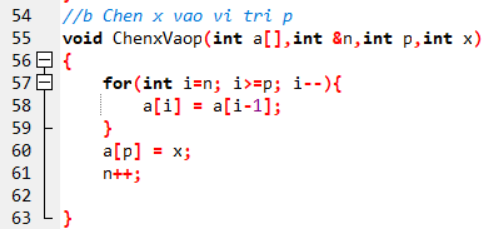 54 //b Chen x vao vi tri p
55 void ChenxVaop(int a[],int &n,int p,int x)
56 {
57 for(int i=n; i>=p; i--){
58 a[i] = a[i-1];
59 }
60 a[p] = x;
61 n++;
62
63 }